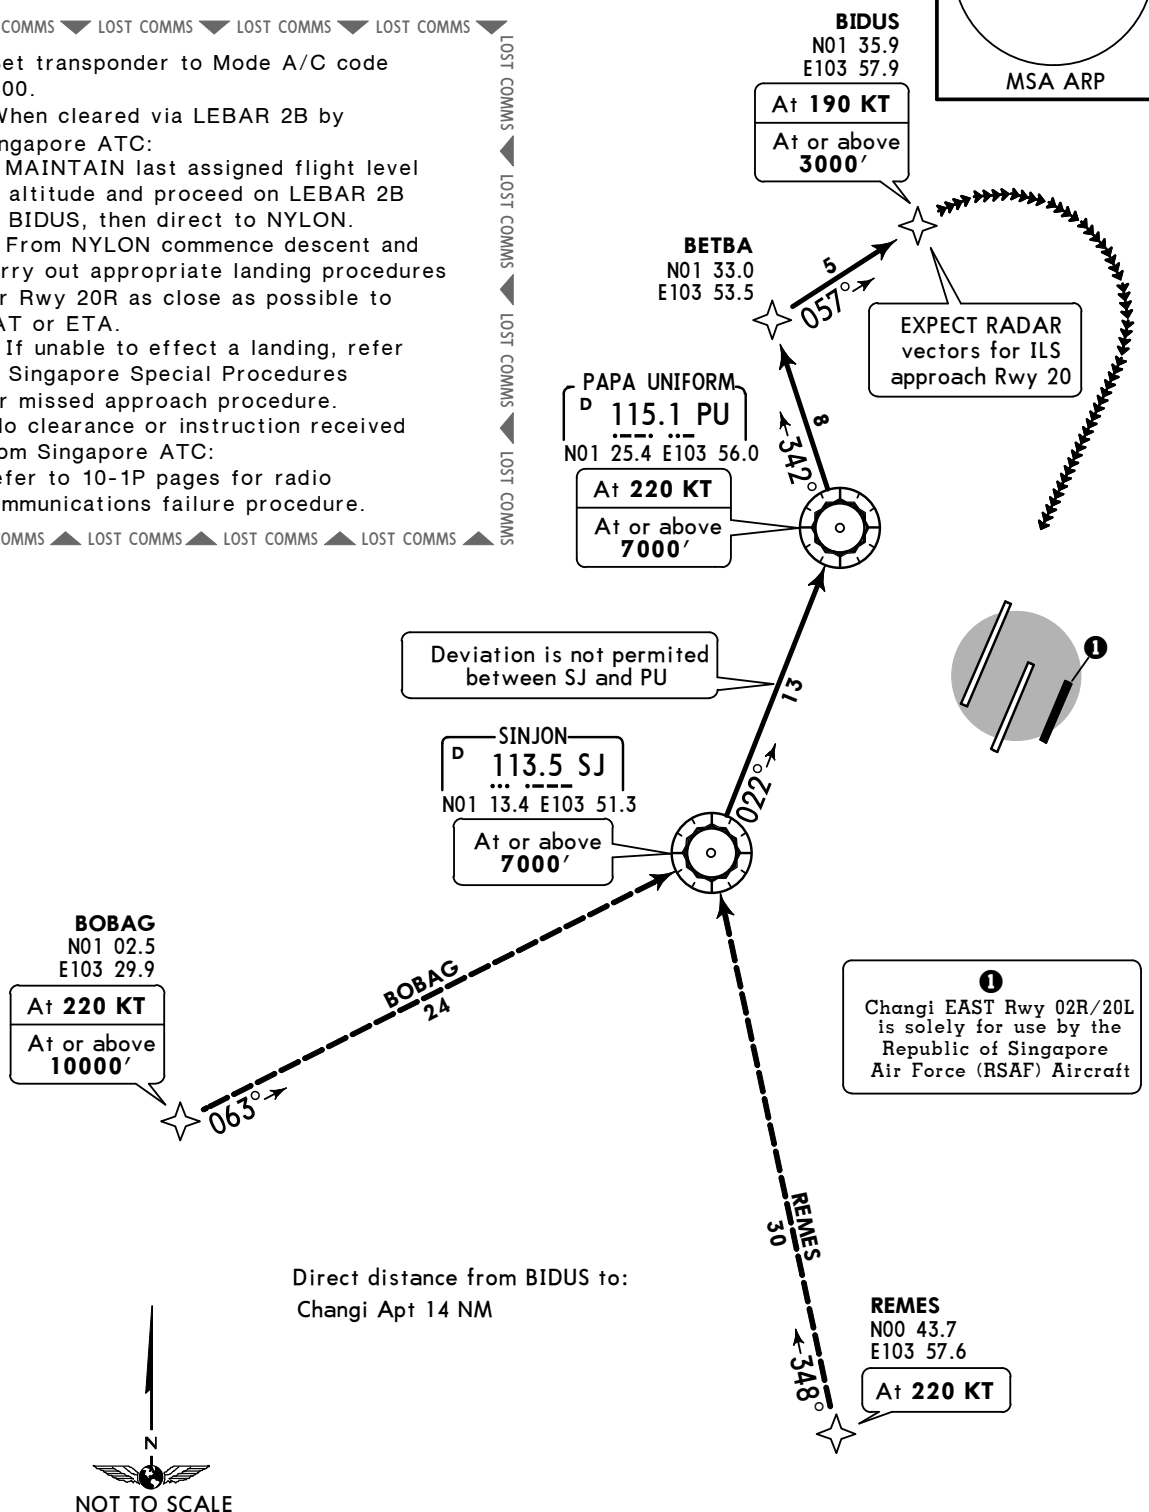 COMMS LOST COMMS LOST COMMS LOST COMMS
LOST COMMS LOST COMMS LOST COMMS LOST COMMS
et transponder to Mode A/C code
00.
When cleared via LEBAR 2B by
ngapore ATC:
MAINTAIN last assigned flight level
altitude and proceed on LEBAR 2B
BIDUS, then direct to NYLON.
From NYLON commence descent and
rry out appropriate landing procedures
r Rwy 20R as close as possible to
AT or ETA.
If unable to effect a landing, refer
Singapore Special Procedures
r missed approach procedure.
No clearance or instruction received
om Singapore ATC:
efer to 10-1P pages for radio
mmunications failure procedure.
OMMS LOST COMMS LOST COMMS LOST COMMS
MSA ARP
BIDUS
N01 35.9
E103 57.9
At 190 KT
At or above
3000'
BETBA
N01 33.0
E103 53.5
5
057°
EXPECT RADAR
vectors for ILS
approach Rwy 20
PAPA UNIFORM
D 115.1 PU
N01 25.4 E103 56.0
At 220 KT
At or above
7000'
8
342°
Deviation is not permited
between SJ and PU
13
022°
1
SINJON
D 113.5 SJ
N01 13.4 E103 51.3
At or above
7000'
BOBAG
N01 02.5
E103 29.9
At 220 KT
At or above
10000'
BOBAG
24
063°
1
Changi EAST Rwy 02R/20L
is solely for use by the
Republic of Singapore
Air Force (RSAF) Aircraft
REMES
30
348°
Direct distance from BIDUS to:
Changi Apt 14 NM
REMES
N00 43.7
E103 57.6
At 220 KT
N
NOT TO SCALE